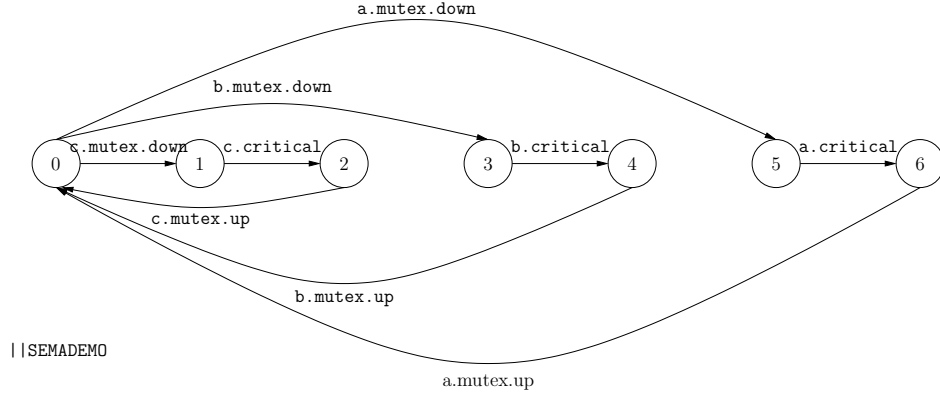 a.mutex.down
b.mutex.down
c.mutex.down
c.critical
b.critical
a.critical
0
1
2
3
4
5
6
c.mutex.up
b.mutex.up
||SEMADEMO
a.mutex.up